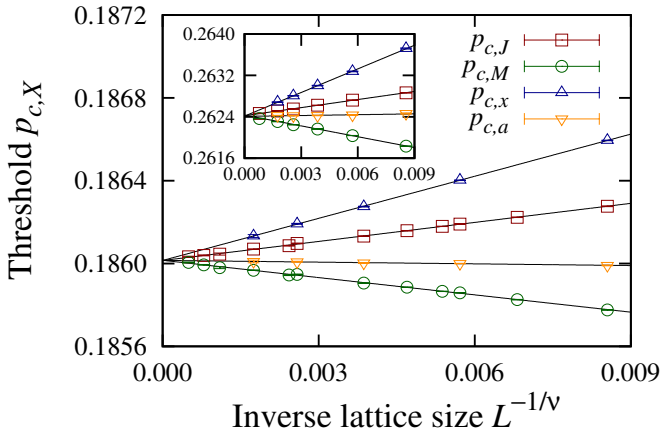 0.1872
0.1868
0.1864
0.1860
0.1856
Threshold p_{c,X}
0.2640
0.2632
0.2624
0.2616
0.000 0.003 0.006 0.009
p_{c,J}
p_{c,M}
p_{c,x}
p_{c,a}
0.000 0.003 0.006 0.009
Inverse lattice size L^{-1/ν}